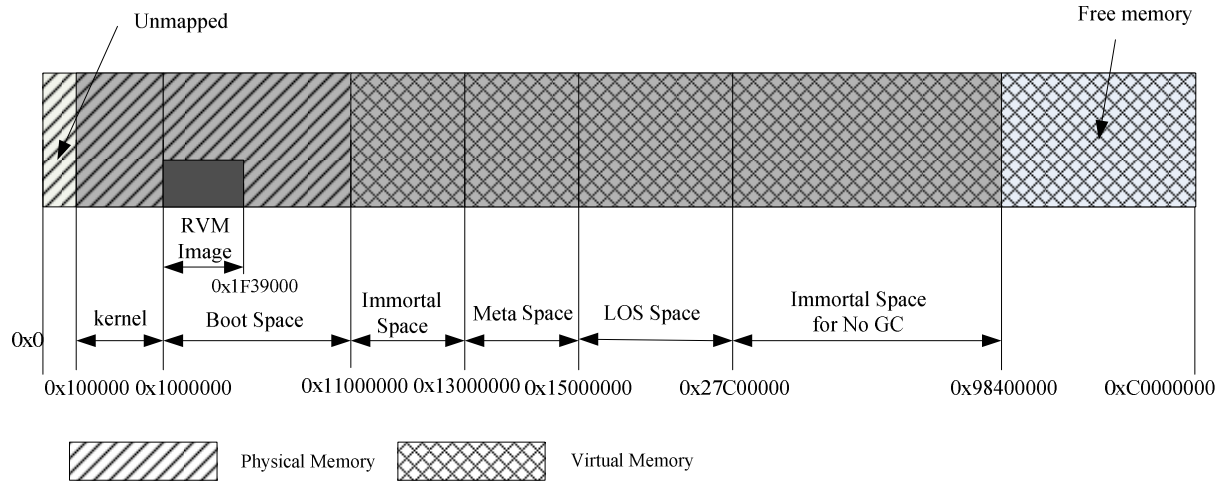 Unmapped
Free memory
RVM
Image
0x1F39000
kernel
Boot Space
Immortal
Space
Meta Space
LOS Space
Immortal Space
for No GC
0x0
0x100000 0x1000000 0x11000000 0x13000000 0x15000000 0x27C00000 0x98400000 0xC0000000
Physical Memory Virtual Memory